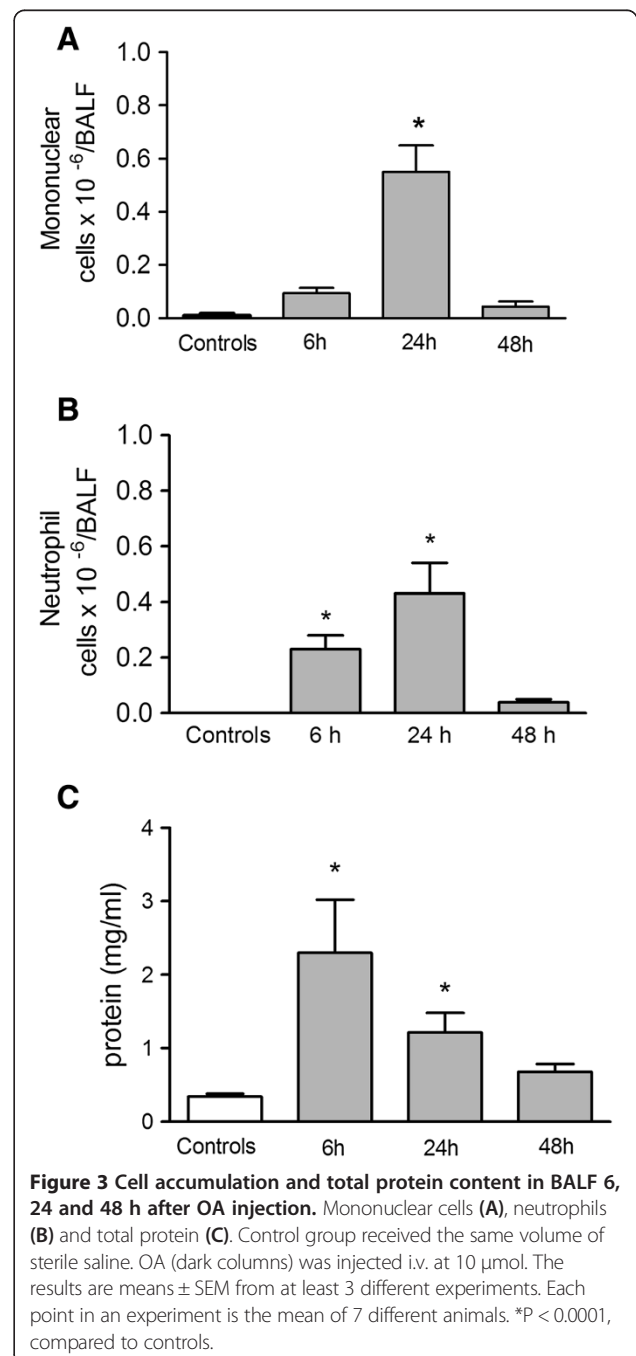 A
Mononuclear
cells x 10 -6/BALF
1.0
0.8
0.6
0.4
0.2
0.0
*
Controls 6h 24h 48h
B
Neutrophil
cells x 10 -6/BALF
1.0
0.8
0.6
0.4
0.2
0.0
* *
Controls 6 h 24 h 48 h
C
protein (mg/ml)
4
3
2
1
0
* *
Controls 6h 24h 48h
Figure 3 Cell accumulation and total protein content in BALF 6,
24 and 48 h after OA injection. Mononuclear cells (A), neutrophils
(B) and total protein (C). Control group received the same volume of
sterile saline. OA (dark columns) was injected i.v. at 10 μmol. The
results are means ± SEM from at least 3 different experiments. Each
point in an experiment is the mean of 7 different animals. *P < 0.0001,
compared to controls.